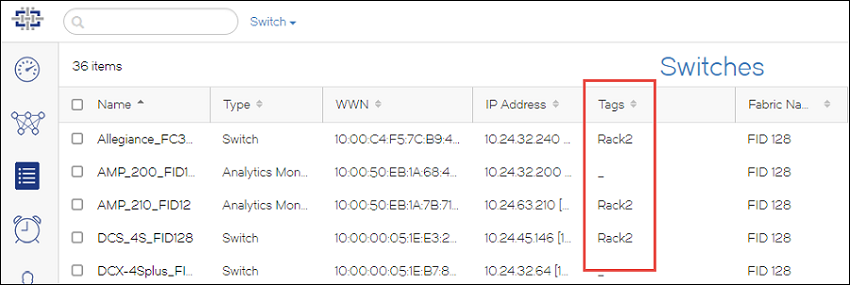 Switch
36 items
Switches
Name Type WWN IP Address Tags Fabric Na...
Allegiance_FC3... Switch 10:00:C4:F5:7C:B9:4... 10.24.32.240 ... Rack2 FID 128
AMP_200_FID1... Analytics Mon... 10:00:50:EB:1A:68:4... 10.24.32.200 ... _ FID 128
AMP_210_FID12 Analytics Mon... 10:00:50:EB:1A:7B:71... 10.24.63.210 [... Rack2 FID 128
DCS_4S_FID128 Switch 10:00:00:05:1E:E3:2... 10.24.45.146 [... Rack2 FID 128
DCX-4Splus_FI... Switch 10:00:00:05:1E:B7:8... 10.24.32.64 [... _ FID 128